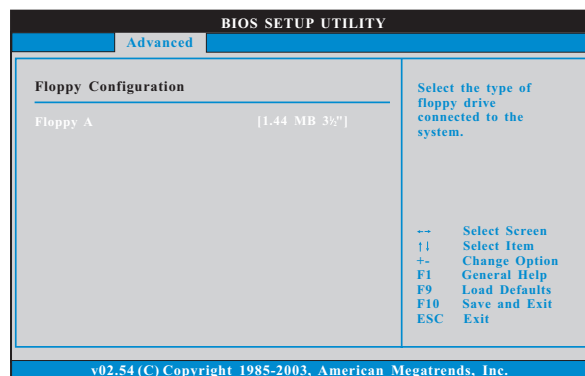 BIOS SETUP UTILITY
Advanced
Floppy Configuration
Floppy A [1.44 MB 3½"]
Select the type of
floppy drive
connected to the
system.
←→ Select Screen
↑↓ Select Item
+- Change Option
F1 General Help
F9 Load Defaults
F10 Save and Exit
ESC Exit
v02.54 (C) Copyright 1985-2003, American Megatrends, Inc.